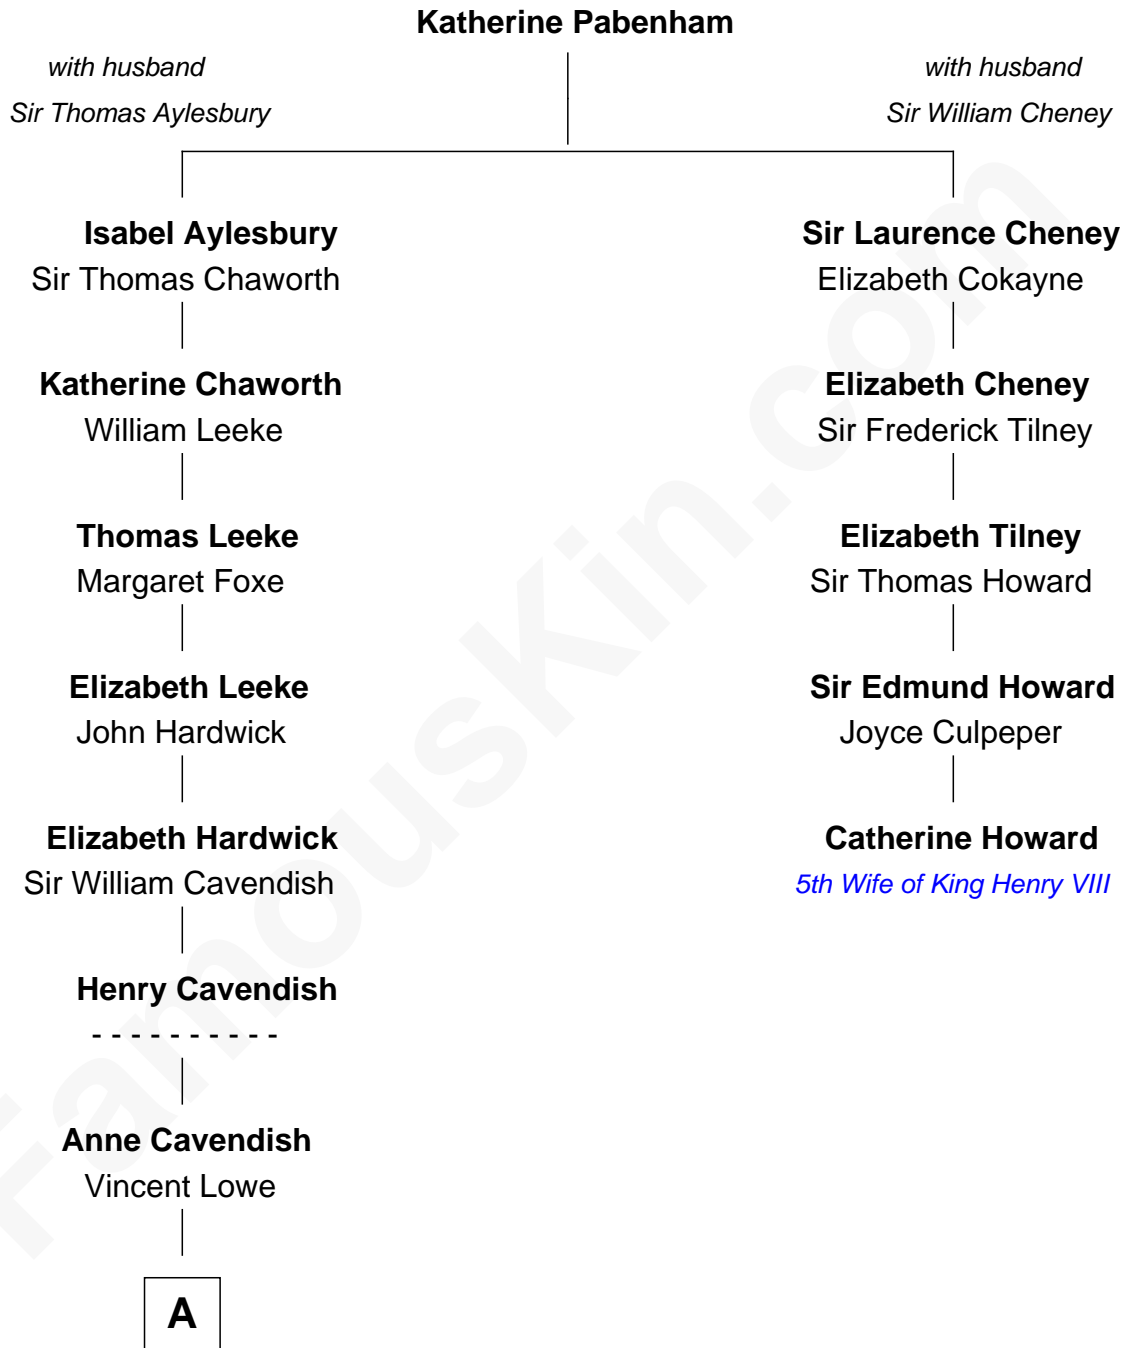 Katherine Pabenham
with husband
Sir Thomas Aylesbury
with husband
Sir William Cheney
Isabel Aylesbury
Sir Thomas Chaworth
Sir Laurence Cheney
Elizabeth Cokayne
Katherine Chaworth
William Leeke
Elizabeth Cheney
Sir Frederick Tilney
Thomas Leeke
Margaret Foxe
Elizabeth Tilney
Sir Thomas Howard
Elizabeth Leeke
John Hardwick
Sir Edmund Howard
Joyce Culpeper
Elizabeth Hardwick
Sir William Cavendish
Catherine Howard
5th Wife of King Henry VIII
Henry Cavendish
- - - - - - - - - -
Anne Cavendish
Vincent Lowe
A
FamousKin.com